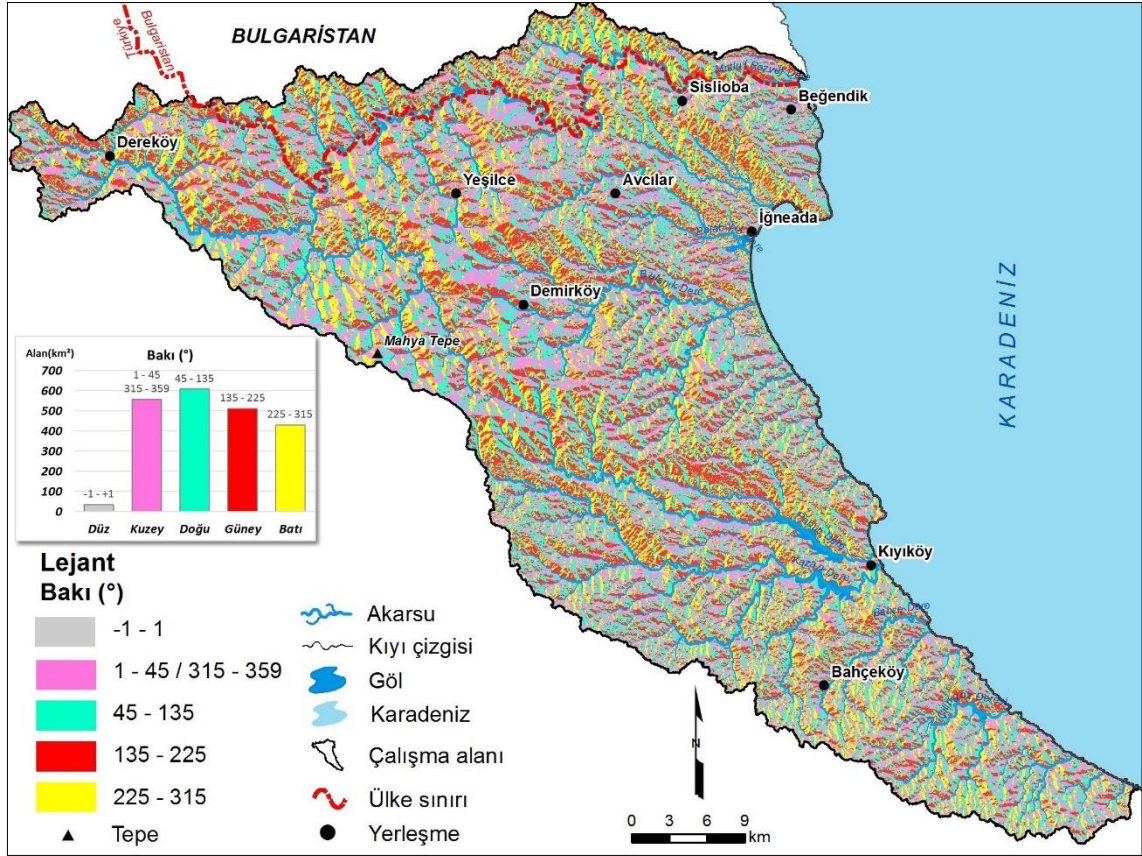 Türkiye
Bulgaristan
BULGARİSTAN
Sislioba
Beğendik
Dereköy
Yeşilce
Avcılar
İğneada
Demirköy
Mahya Tepe
KARADENİZ
Kıyıköy
Bahçeköy
Alan(km²)
Bakı (°)
700
600
500
400
300
200
100
0
1 - 45
315 - 359
45 - 135
135 - 225
225 - 315
-1 - +1
Düz Kuzey Doğu Güney Batı
Lejant
Bakı (°)
-1 - 1
1 - 45 / 315 - 359
45 - 135
135 - 225
225 - 315
Tepe
Akarsu
Kıyı çizgisi
Göl
Karadeniz
Çalışma alanı
Ülke sınırı
Yerleşme
N
0 3 6 9
km